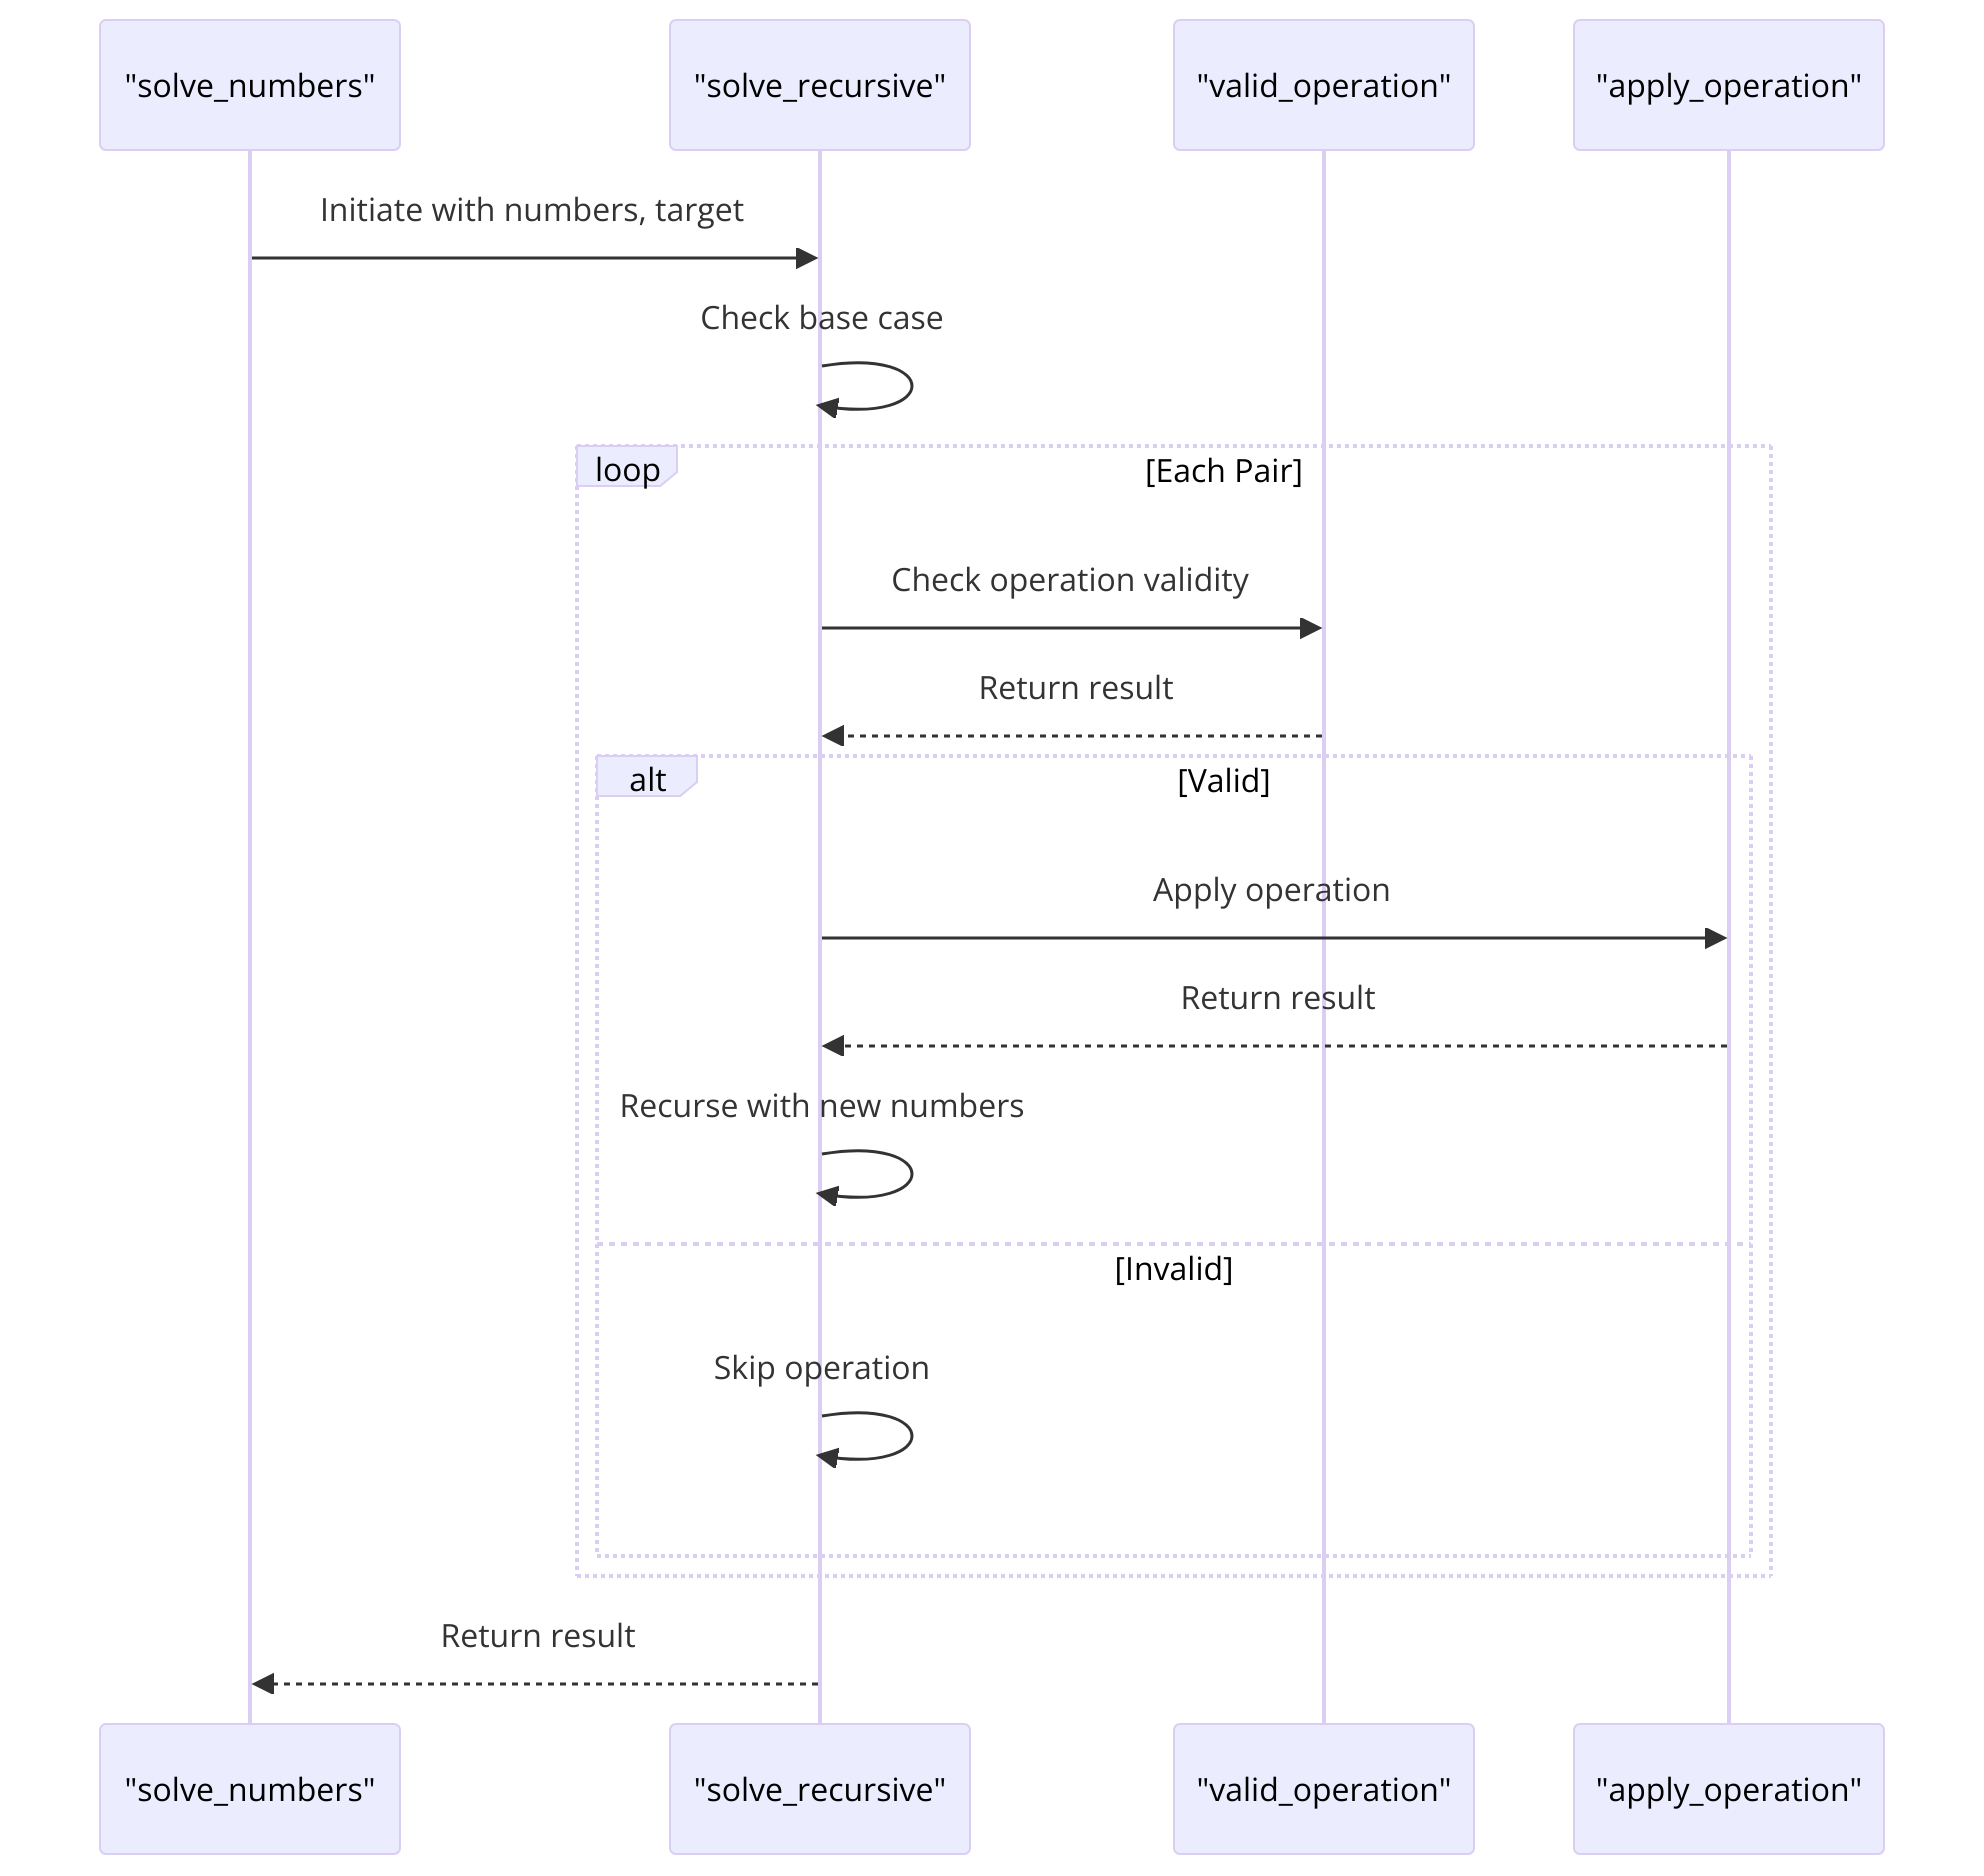 "solve_numbers"
"solve_recursive"
"valid_operation"
"apply_operation"
Initiate with numbers, target
Check base case
loop
[Each Pair]
Check operation validity
Return result
alt
[Valid]
Apply operation
Return result
Recurse with new numbers
[Invalid]
Skip operation
Return result
"solve_numbers"
"solve_recursive"
"valid_operation"
"apply_operation"